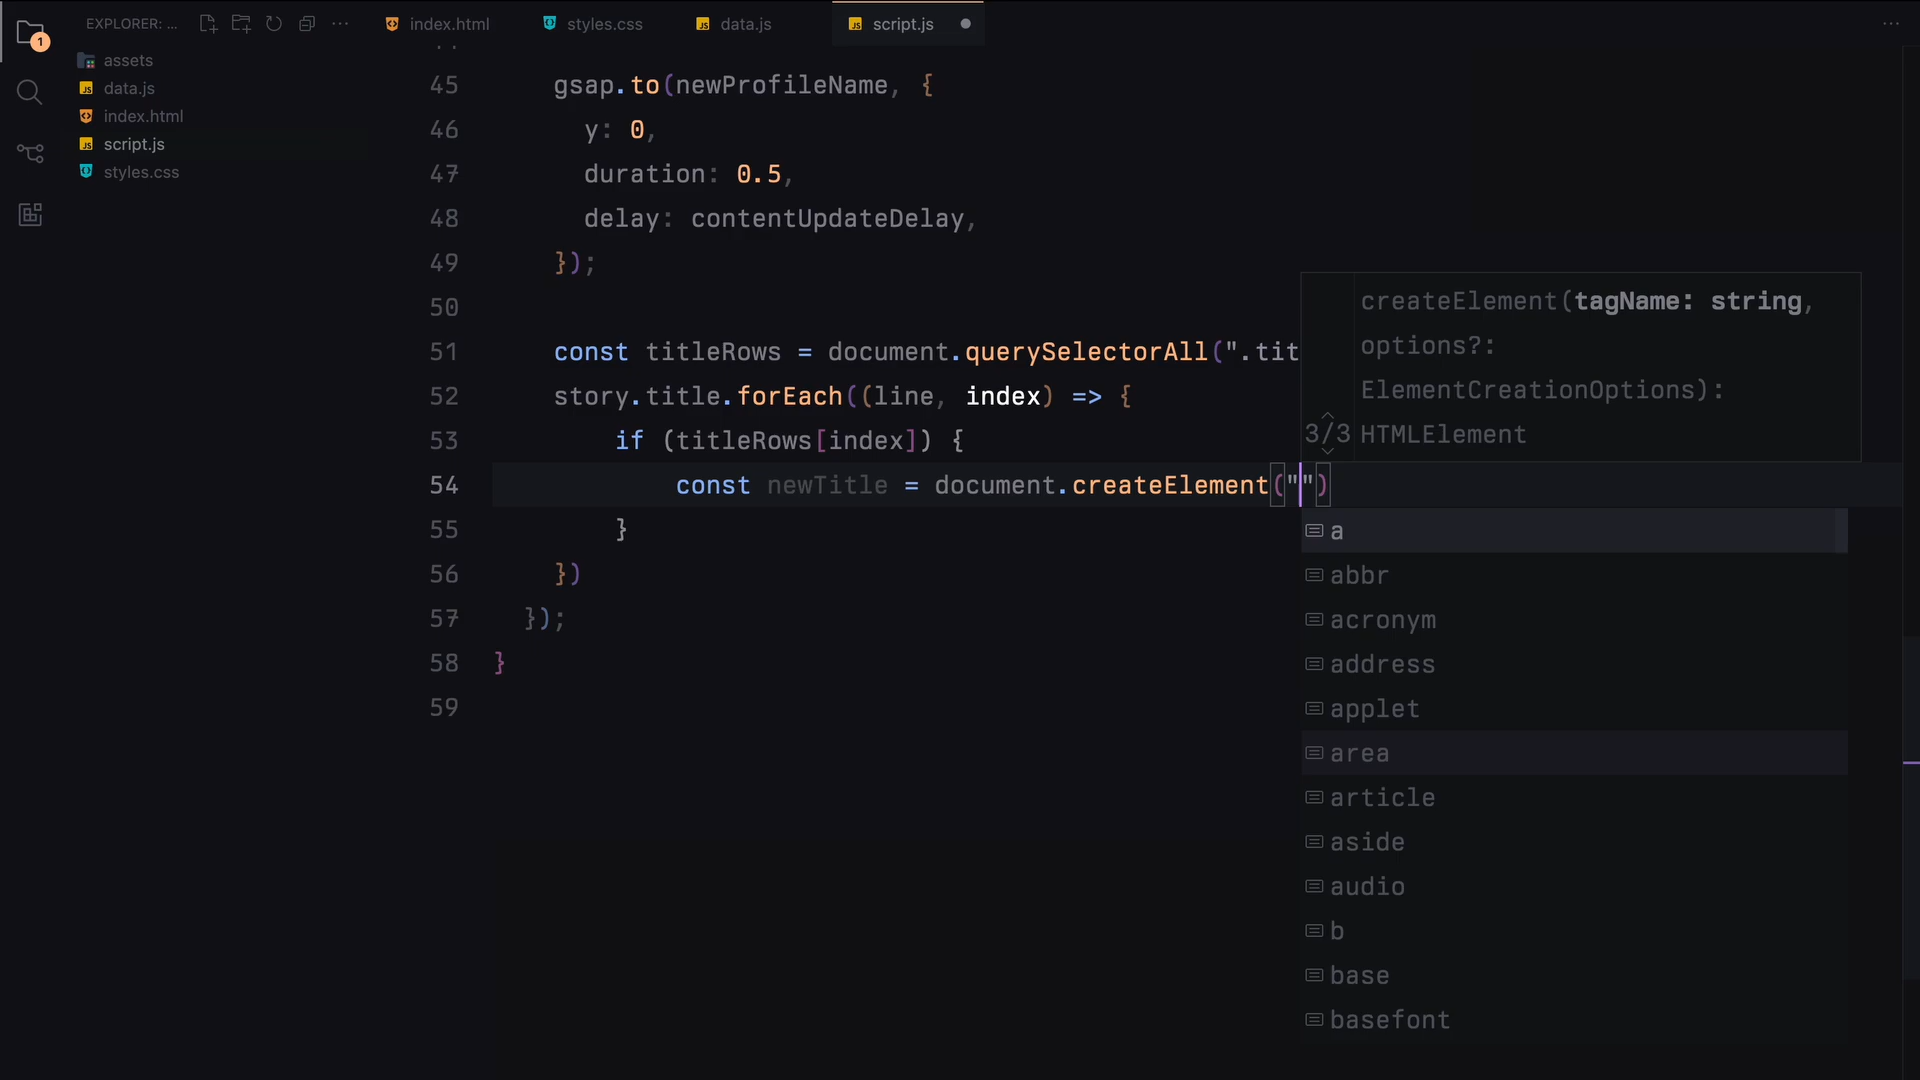 EXPLORER: ...
index.html
styles.css
data.js
script.js
1
assets
data.js
index.html
script.js
styles.css
45 gsap.to(newProfileName, {
46 y: 0,
47 duration: 0.5,
48 delay: contentUpdateDelay,
49 });
50
51 const titleRows = document.querySelectorAll(".tit
52 story.title.forEach((line, index) => {
53 if (titleRows[index]) {
54 const newTitle = document.createElement("")
55 }
56 })
57 });
58 }
59
createElement(tagName: string,
options?:
ElementCreationOptions):
3/3 HTMLElement
a
abbr
acronym
address
applet
area
article
aside
audio
b
base
basefont